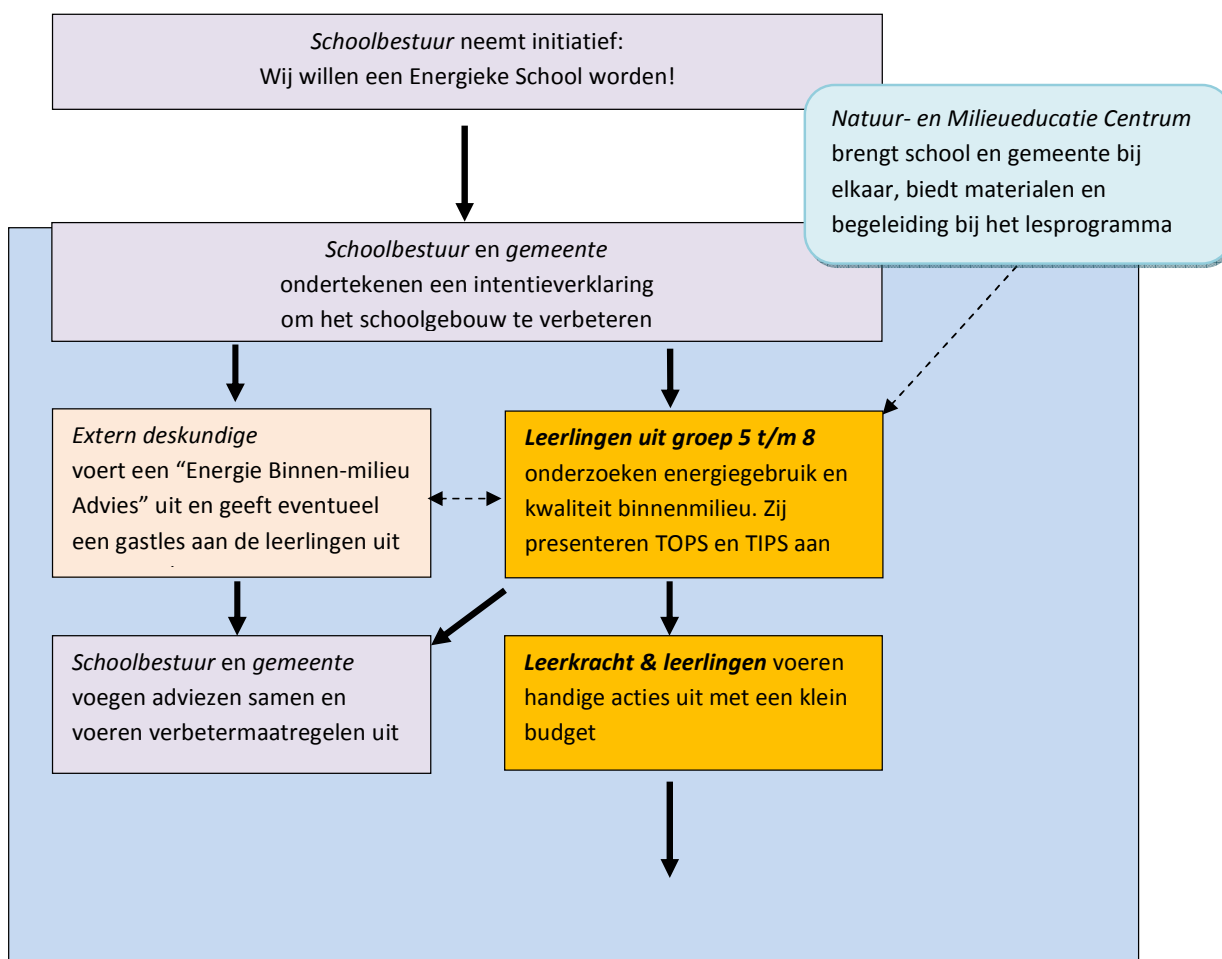 Schoolbestuur neemt initiatief:
Wij willen een Energieke School worden!
Natuur- en Milieueducatie Centrum
brengt school en gemeente bij
elkaar, biedt materialen en
begeleiding bij het lesprogramma
Schoolbestuur en gemeente
ondertekenen een intentieverklaring
om het schoolgebouw te verbeteren
Extern deskundige
voert een “Energie Binnen-milieu
Advies” uit en geeft eventueel
een gastles aan de leerlingen uit
Leerlingen uit groep 5 t/m 8
onderzoeken energiegebruik en
kwaliteit binnenmilieu. Zij
presenteren TOPS en TIPS aan
Schoolbestuur en gemeente
voegen adviezen samen en
voeren verbetermaatregelen uit
Leerkracht & leerlingen voeren
handige acties uit met een klein
budget